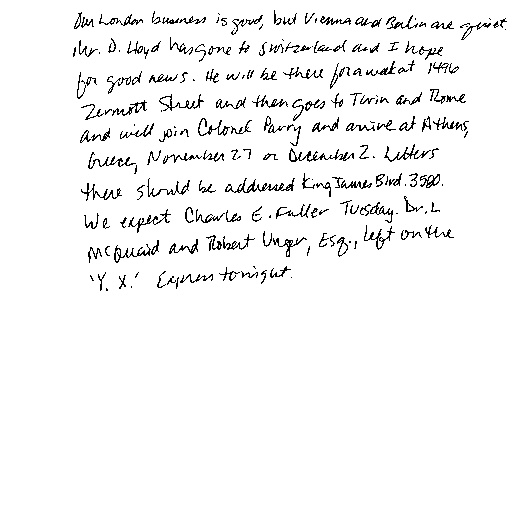 Our London business is good, but Vienna and Berlin are quiet.
Mr. D. Lloyd has gone to Switzerland and I hope
for good news. He will be there for a week at 1496
Zermott Street and then goes to Turin and Rome
and will join Colonel Parry and arrive at Athens,
Greece, November 27 or December 2. Letters
there should be addressed King James Blvd. 3580.
We expect Charles E. Fuller Tuesday. Dr. L
McQuaid and Robert Unger, Esq., left on the
'Y. X.' Express tonight.